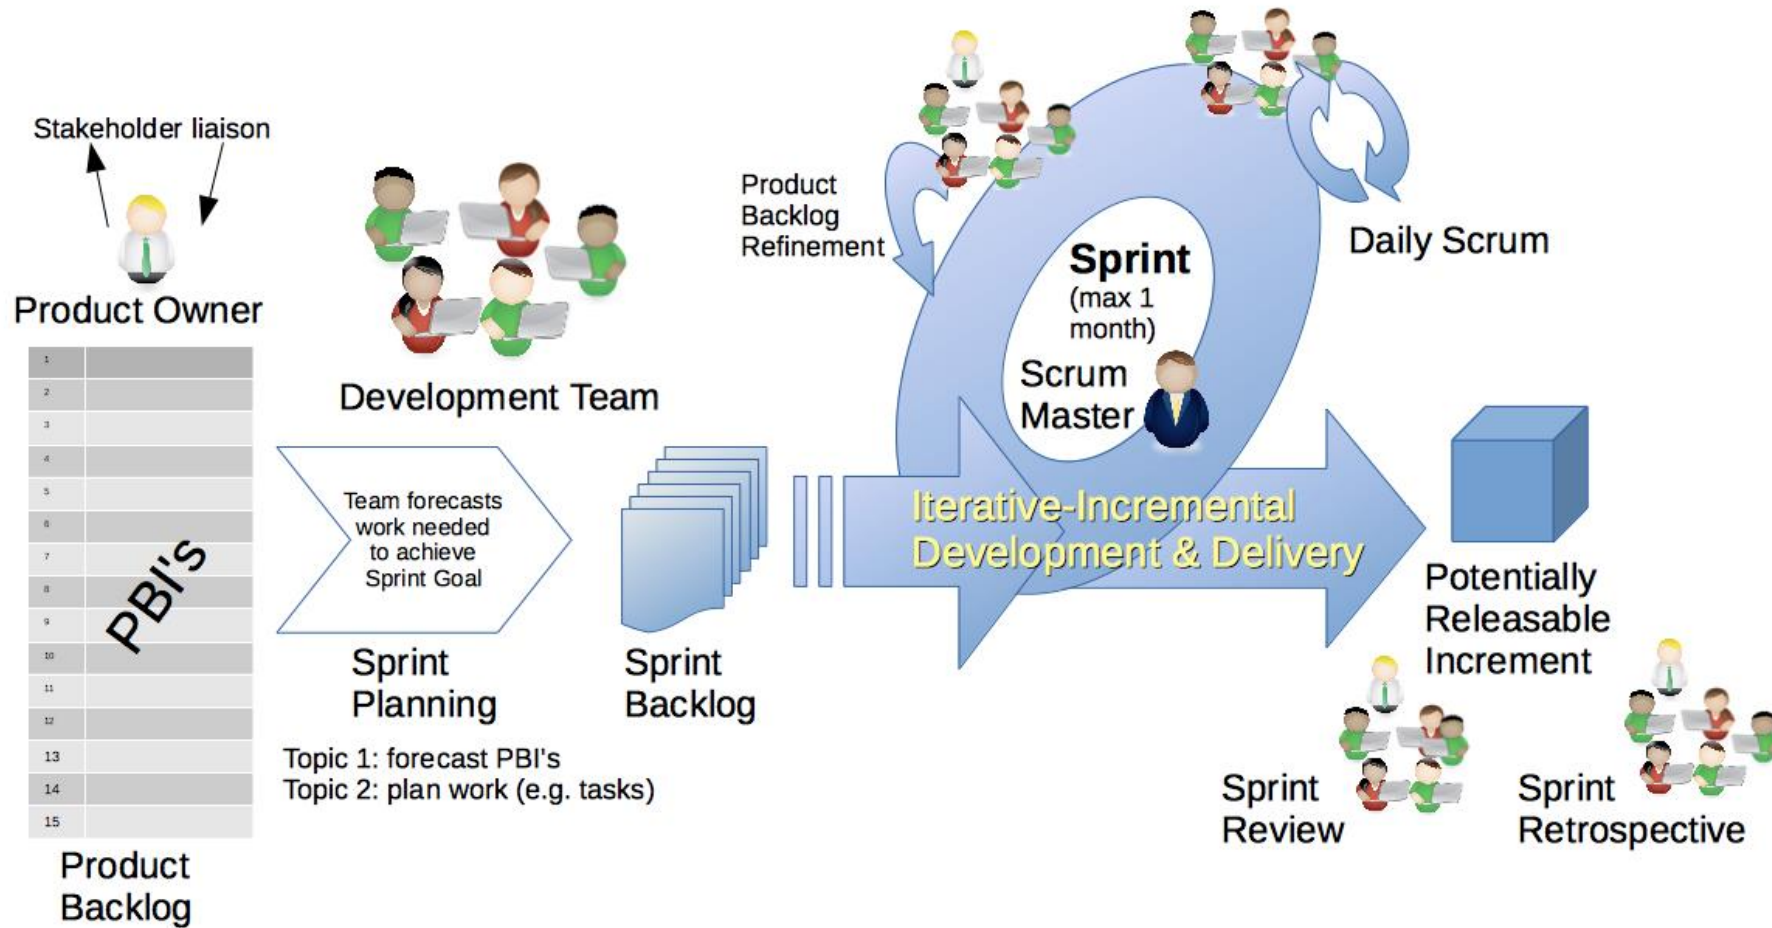 Stakeholder liaison
Product Owner
1
2
3
4
5
6
7
8
9
10
11
12
13
14
15
PBI's
Product
Backlog
Development Team
Team forecasts
work needed
to achieve
Sprint Goal
Sprint
Planning
Topic 1: forecast PBI's
Topic 2: plan work (e.g. tasks)
Sprint
Backlog
Product
Backlog
Refinement
Sprint
(max 1
month)
Scrum
Master
Daily Scrum
Iterative-Incremental
Development & Delivery
Potentially
Releasable
Increment
Sprint
Review
Sprint
Retrospective